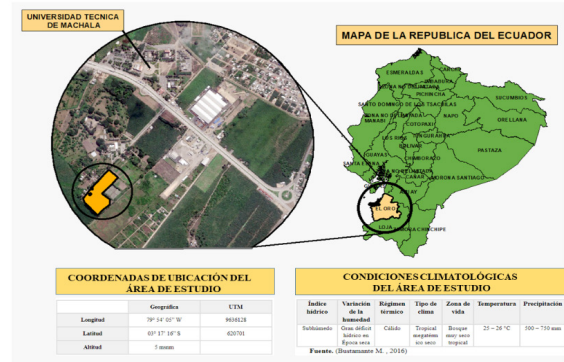 UNIVERSIDAD TECNICA
DE MACHALA
MAPA DE LA REPUBLICA DEL ECUADOR
ESMERALDAS
CARCHI
IMBABURA
PICHINCHA
SUCUMBIOS
SANTO DOMINGO DE LOS TSACHILAS
ORELLANA
MANABI
NAPO
COTOPAXI
TUNGURAHUA
LOS RIOS
BOLIVAR
PASTAZA
GUAYAS
CHIMBORAZO
SANTA ELENA
CAÑAR
MORONA SANTIAGO
AZUAY
EL ORO
LOJA
ZAMORA CHINCHIPE
COORDENADAS DE UBICACIÓN DEL
ÁREA DE ESTUDIO
Geográfica UTM
Longitud 79° 54' 05" W 9636128
Latitud 03° 17' 16" S 620701
Altitud 5 msnm
CONDICIONES CLIMATOLÓGICAS
DEL ÁREA DE ESTUDIO
Índice hídrico
Variación de la humedad
Régimen térmico
Tipo de clima
Zona de vida
Temperatura
Precipitación
Subhúmedo
Gran déficit hídrico en Época seca
Cálido
Tropical megatérmico seco
Bosque muy seco tropical
25 – 26 °C
500 – 750 mm
Fuente. (Bustamante M. , 2016)